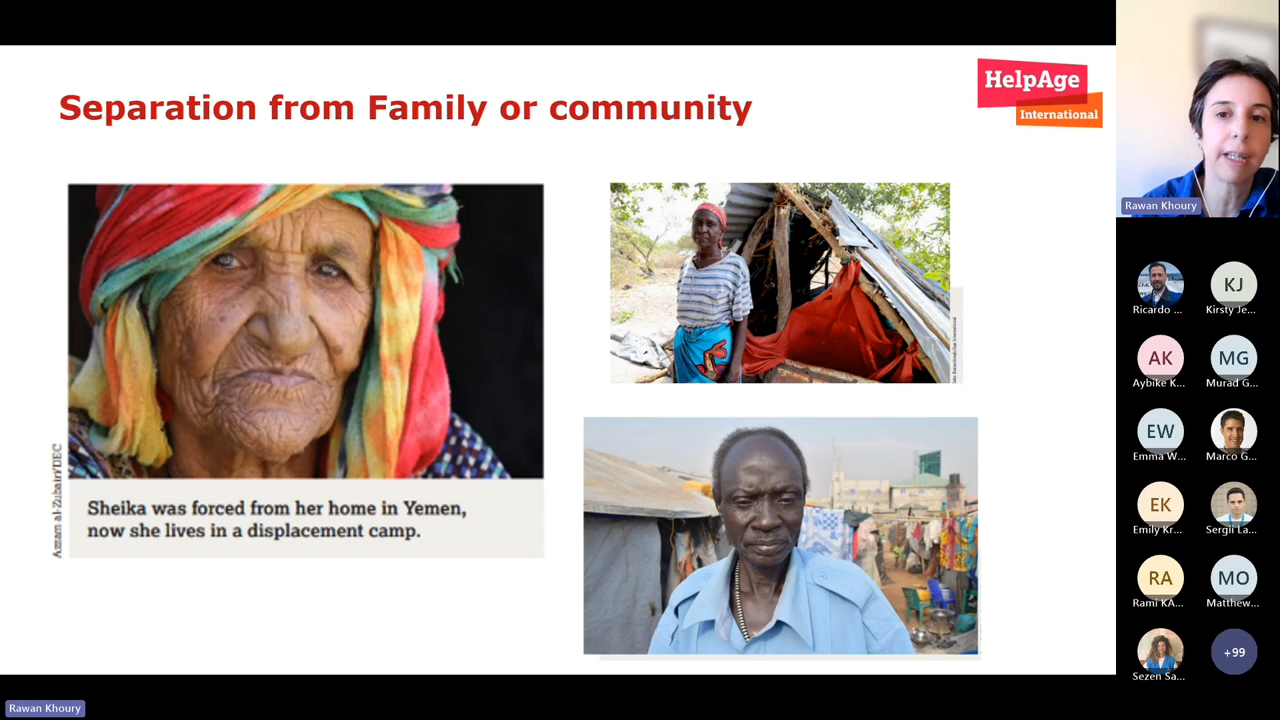 Separation from Family or community
HelpAge
International
Azzam al-Zubairi/DEC
Sheika was forced from her home in Yemen,
now she lives in a displacement camp.
Rawan Khoury
Ricardo ...
KJ
Kirsty Je...
AK
Aybike K...
MG
Murad G...
EW
Emma W...
Marco G...
EK
Emily Kr...
Sergii La...
RA
Rami KA...
MO
Matthew...
Sezen Sa...
+99
Rawan Khoury